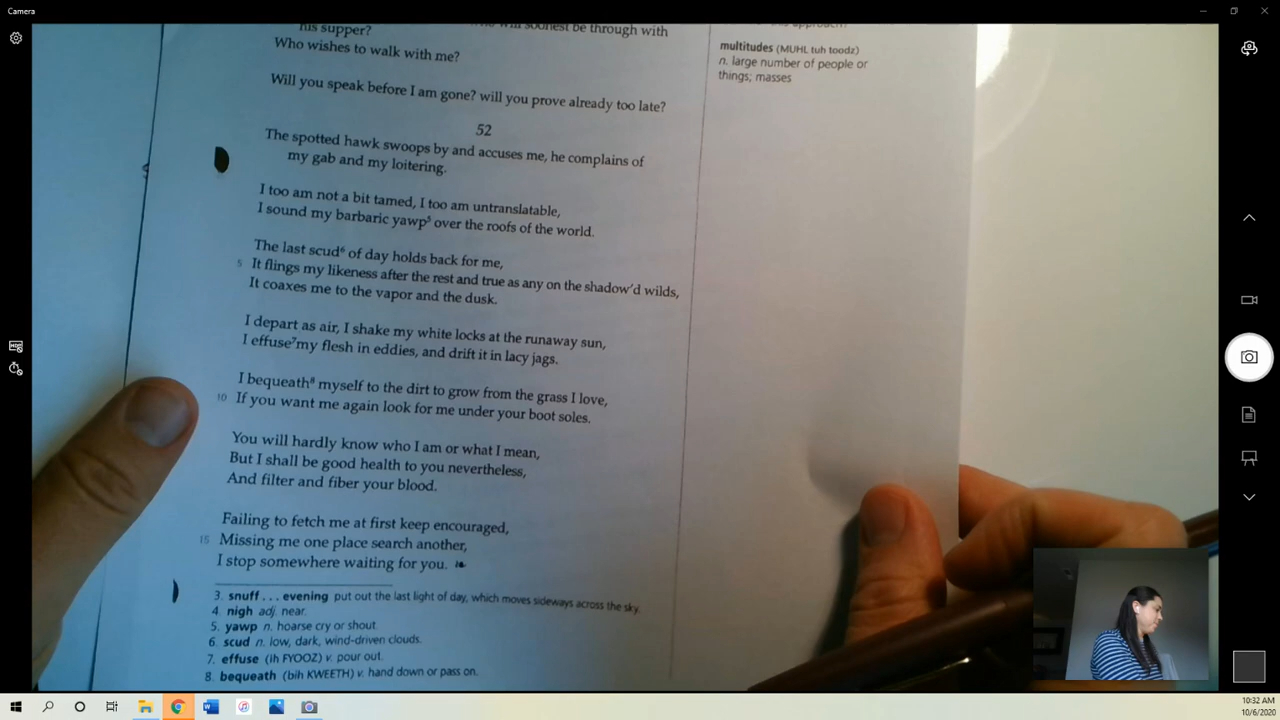 Camera
his supper?
soonest be through with
Who wishes to walk with me?
Will you speak before I am gone? will you prove already too late?
52
The spotted hawk swoops by and accuses me, he complains of
my gab and my loitering.
I too am not a bit tamed, I too am untranslatable,
I sound my barbaric yawp5 over the roofs of the world.
The last scud6 of day holds back for me,
5 It flings my likeness after the rest and true as any on the shadow'd wilds,
It coaxes me to the vapor and the dusk.
I depart as air, I shake my white locks at the runaway sun,
I effuse7 my flesh in eddies, and drift it in lacy jags.
I bequeath8 myself to the dirt to grow from the grass I love,
10 If you want me again look for me under your boot soles.
You will hardly know who I am or what I mean,
But I shall be good health to you nevertheless,
And filter and fiber your blood.
Failing to fetch me at first keep encouraged,
15 Missing me one place search another,
I stop somewhere waiting for you.
3. snuff . . . evening put out the last light of day, which moves sideways across the sky.
4. nigh adj. near.
5. yawp n. hoarse cry or shout.
6. scud n. low, dark, wind-driven clouds.
7. effuse (ih FYOOZ) v. pour out.
8. bequeath (bih KWEETH) v. hand down or pass on.
multitudes (MUHL tuh toodz)
n. large number of people or
things; masses
10:32 AM
10/6/2020